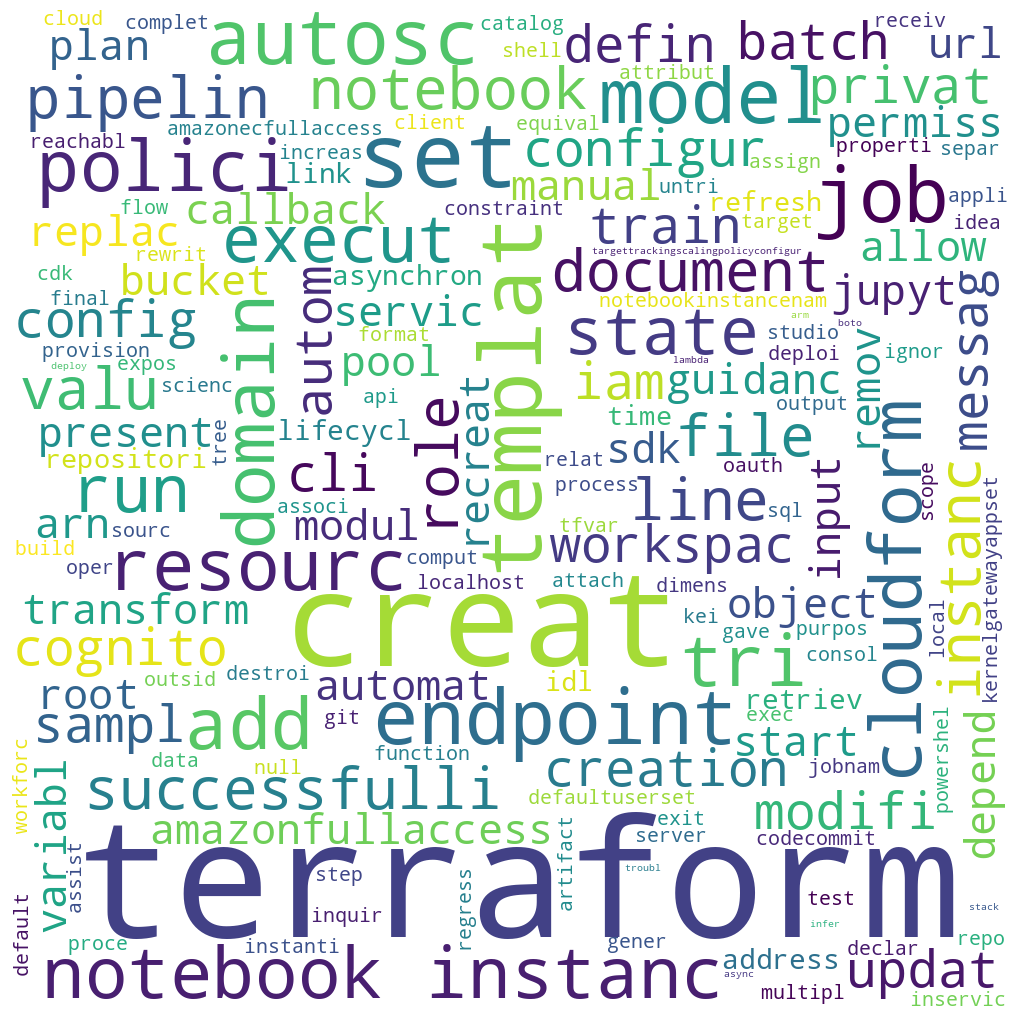 cloud complet autosc catalog receiv
plan shell defin batch url
pipelin notebook attribut model privat
reachabl amazonecfullaccess client equival permiss
polici increas set configur assign properti separ
link manual untri job appli
flow callback constraint train refresh target idea
replac rewrit execut templat targettrackingscalingpolicyconfigur allow
cdk bucket autom asynchron document jupyt messag
final domain servic notebookinstancenam
config format state arm studio boto
provision expos pool lambda deploi ignor
deploy scienc api iam guidanc remov cloudform
valu role recreat time output
present tree lifecycl sdk file
repositori cli relat oauth input scope instanc
run associ process line sql
arn sourc modul tfvar workspac
build oper resourc comput localhost attach dimens
transform creat kei object local kernelgatewayappset
cognito gave purpos
outsid destroi automat idl tri consol
root git endpoint retriev
sampl add exec start powershel depend
workforc data null function creation jobnam
variabl successfulli defaultuserset modifi
amazonfullaccess exit
assist terraform artifact server codecommit
step troubl
default inquir regress test stack
proce instanti gener infer declar repo
notebook instanc async address updat
multipl inservic